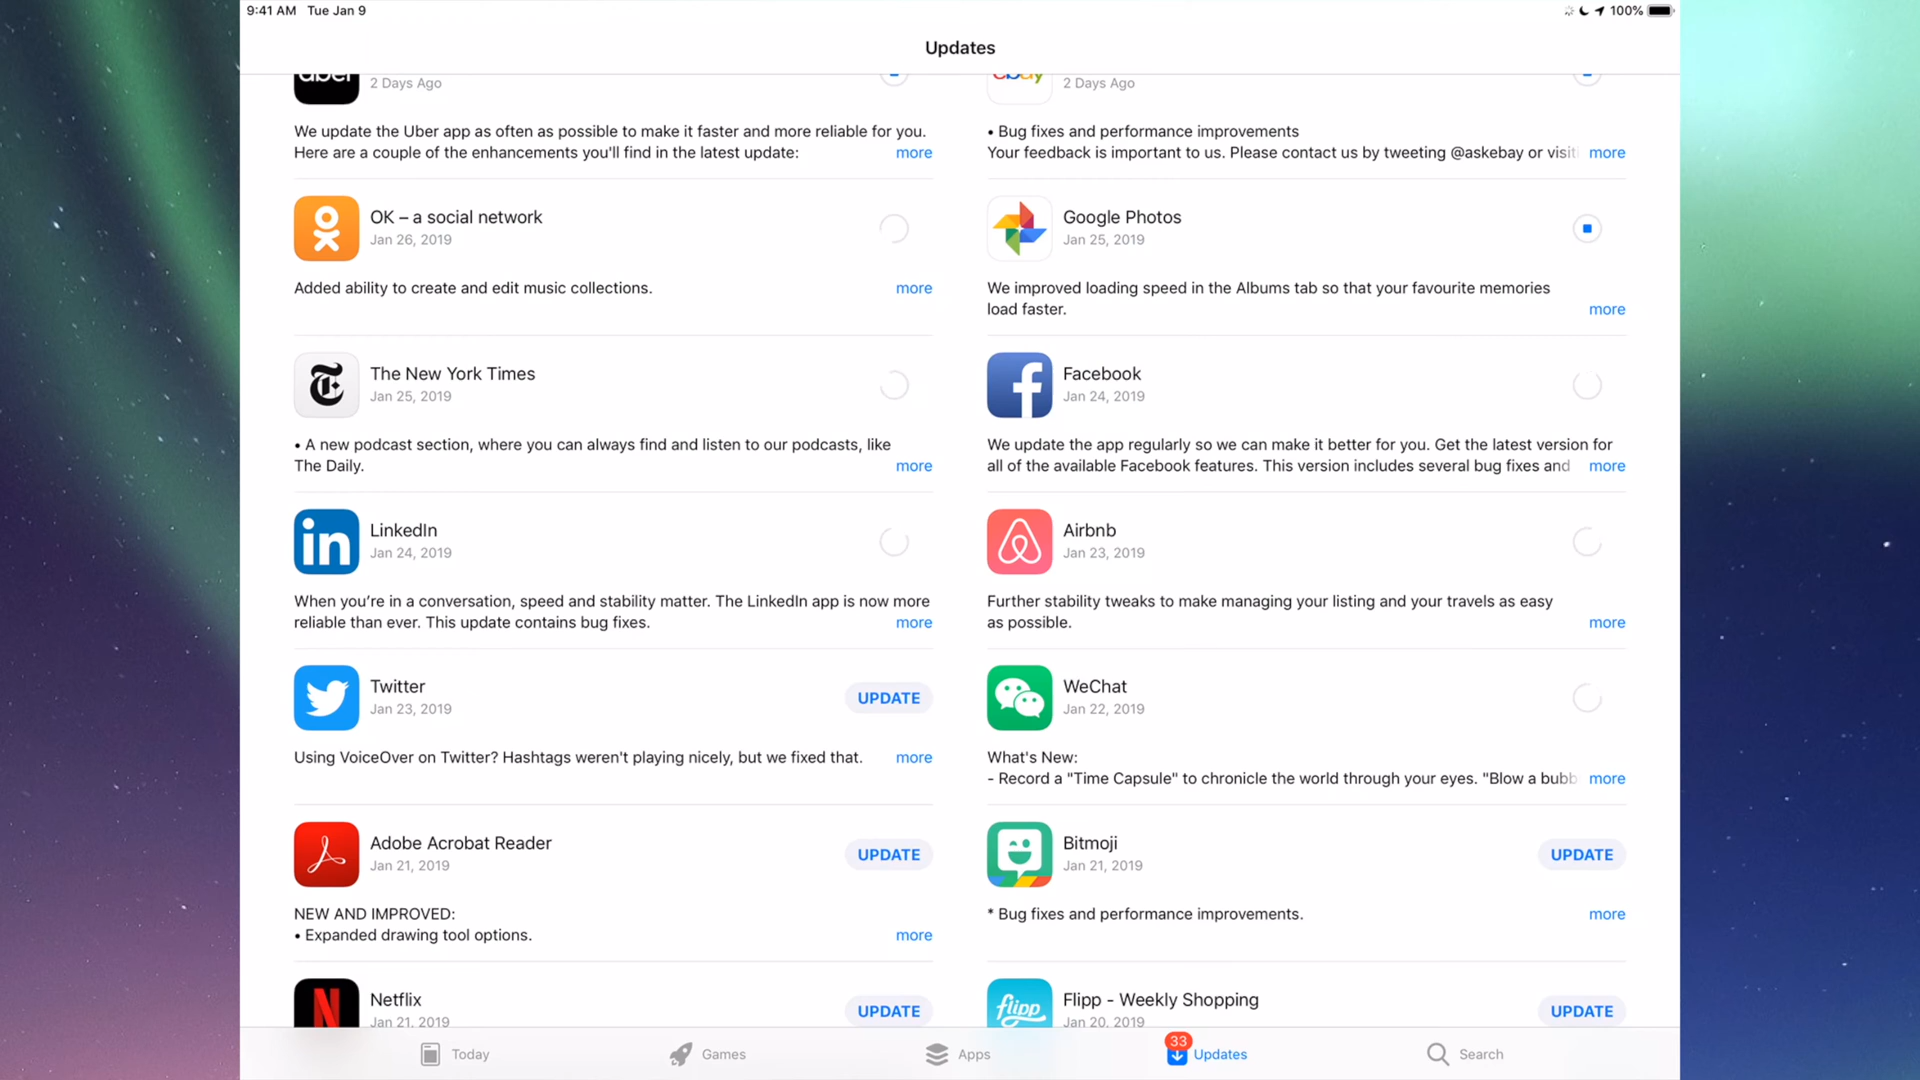 9:41 AM Tue Jan 9
100%
Updates
Uber
2 Days Ago
ebay
2 Days Ago
We update the Uber app as often as possible to make it faster and more reliable for you.
Here are a couple of the enhancements you'll find in the latest update:
more
• Bug fixes and performance improvements
Your feedback is important to us. Please contact us by tweeting @askebay or visit
more
OK – a social network
Jan 26, 2019
Added ability to create and edit music collections.
more
Google Photos
Jan 25, 2019
We improved loading speed in the Albums tab so that your favourite memories
load faster.
more
The New York Times
Jan 25, 2019
• A new podcast section, where you can always find and listen to our podcasts, like
The Daily.
more
Facebook
Jan 24, 2019
We update the app regularly so we can make it better for you. Get the latest version for
all of the available Facebook features. This version includes several bug fixes and
more
in
LinkedIn
Jan 24, 2019
When you're in a conversation, speed and stability matter. The LinkedIn app is now more
reliable than ever. This update contains bug fixes.
more
Airbnb
Jan 23, 2019
Further stability tweaks to make managing your listing and your travels as easy
as possible.
more
Twitter
Jan 23, 2019
UPDATE
Using VoiceOver on Twitter? Hashtags weren't playing nicely, but we fixed that.
more
WeChat
Jan 22, 2019
What's New:
- Record a "Time Capsule" to chronicle the world through your eyes. "Blow a bubb
more
Adobe Acrobat Reader
Jan 21, 2019
UPDATE
NEW AND IMPROVED:
• Expanded drawing tool options.
more
Bitmoji
Jan 21, 2019
UPDATE
* Bug fixes and performance improvements.
more
Netflix
Jan 21, 2019
UPDATE
flipp
Flipp - Weekly Shopping
Jan 20, 2019
UPDATE
Today
Games
Apps
33
Updates
Search